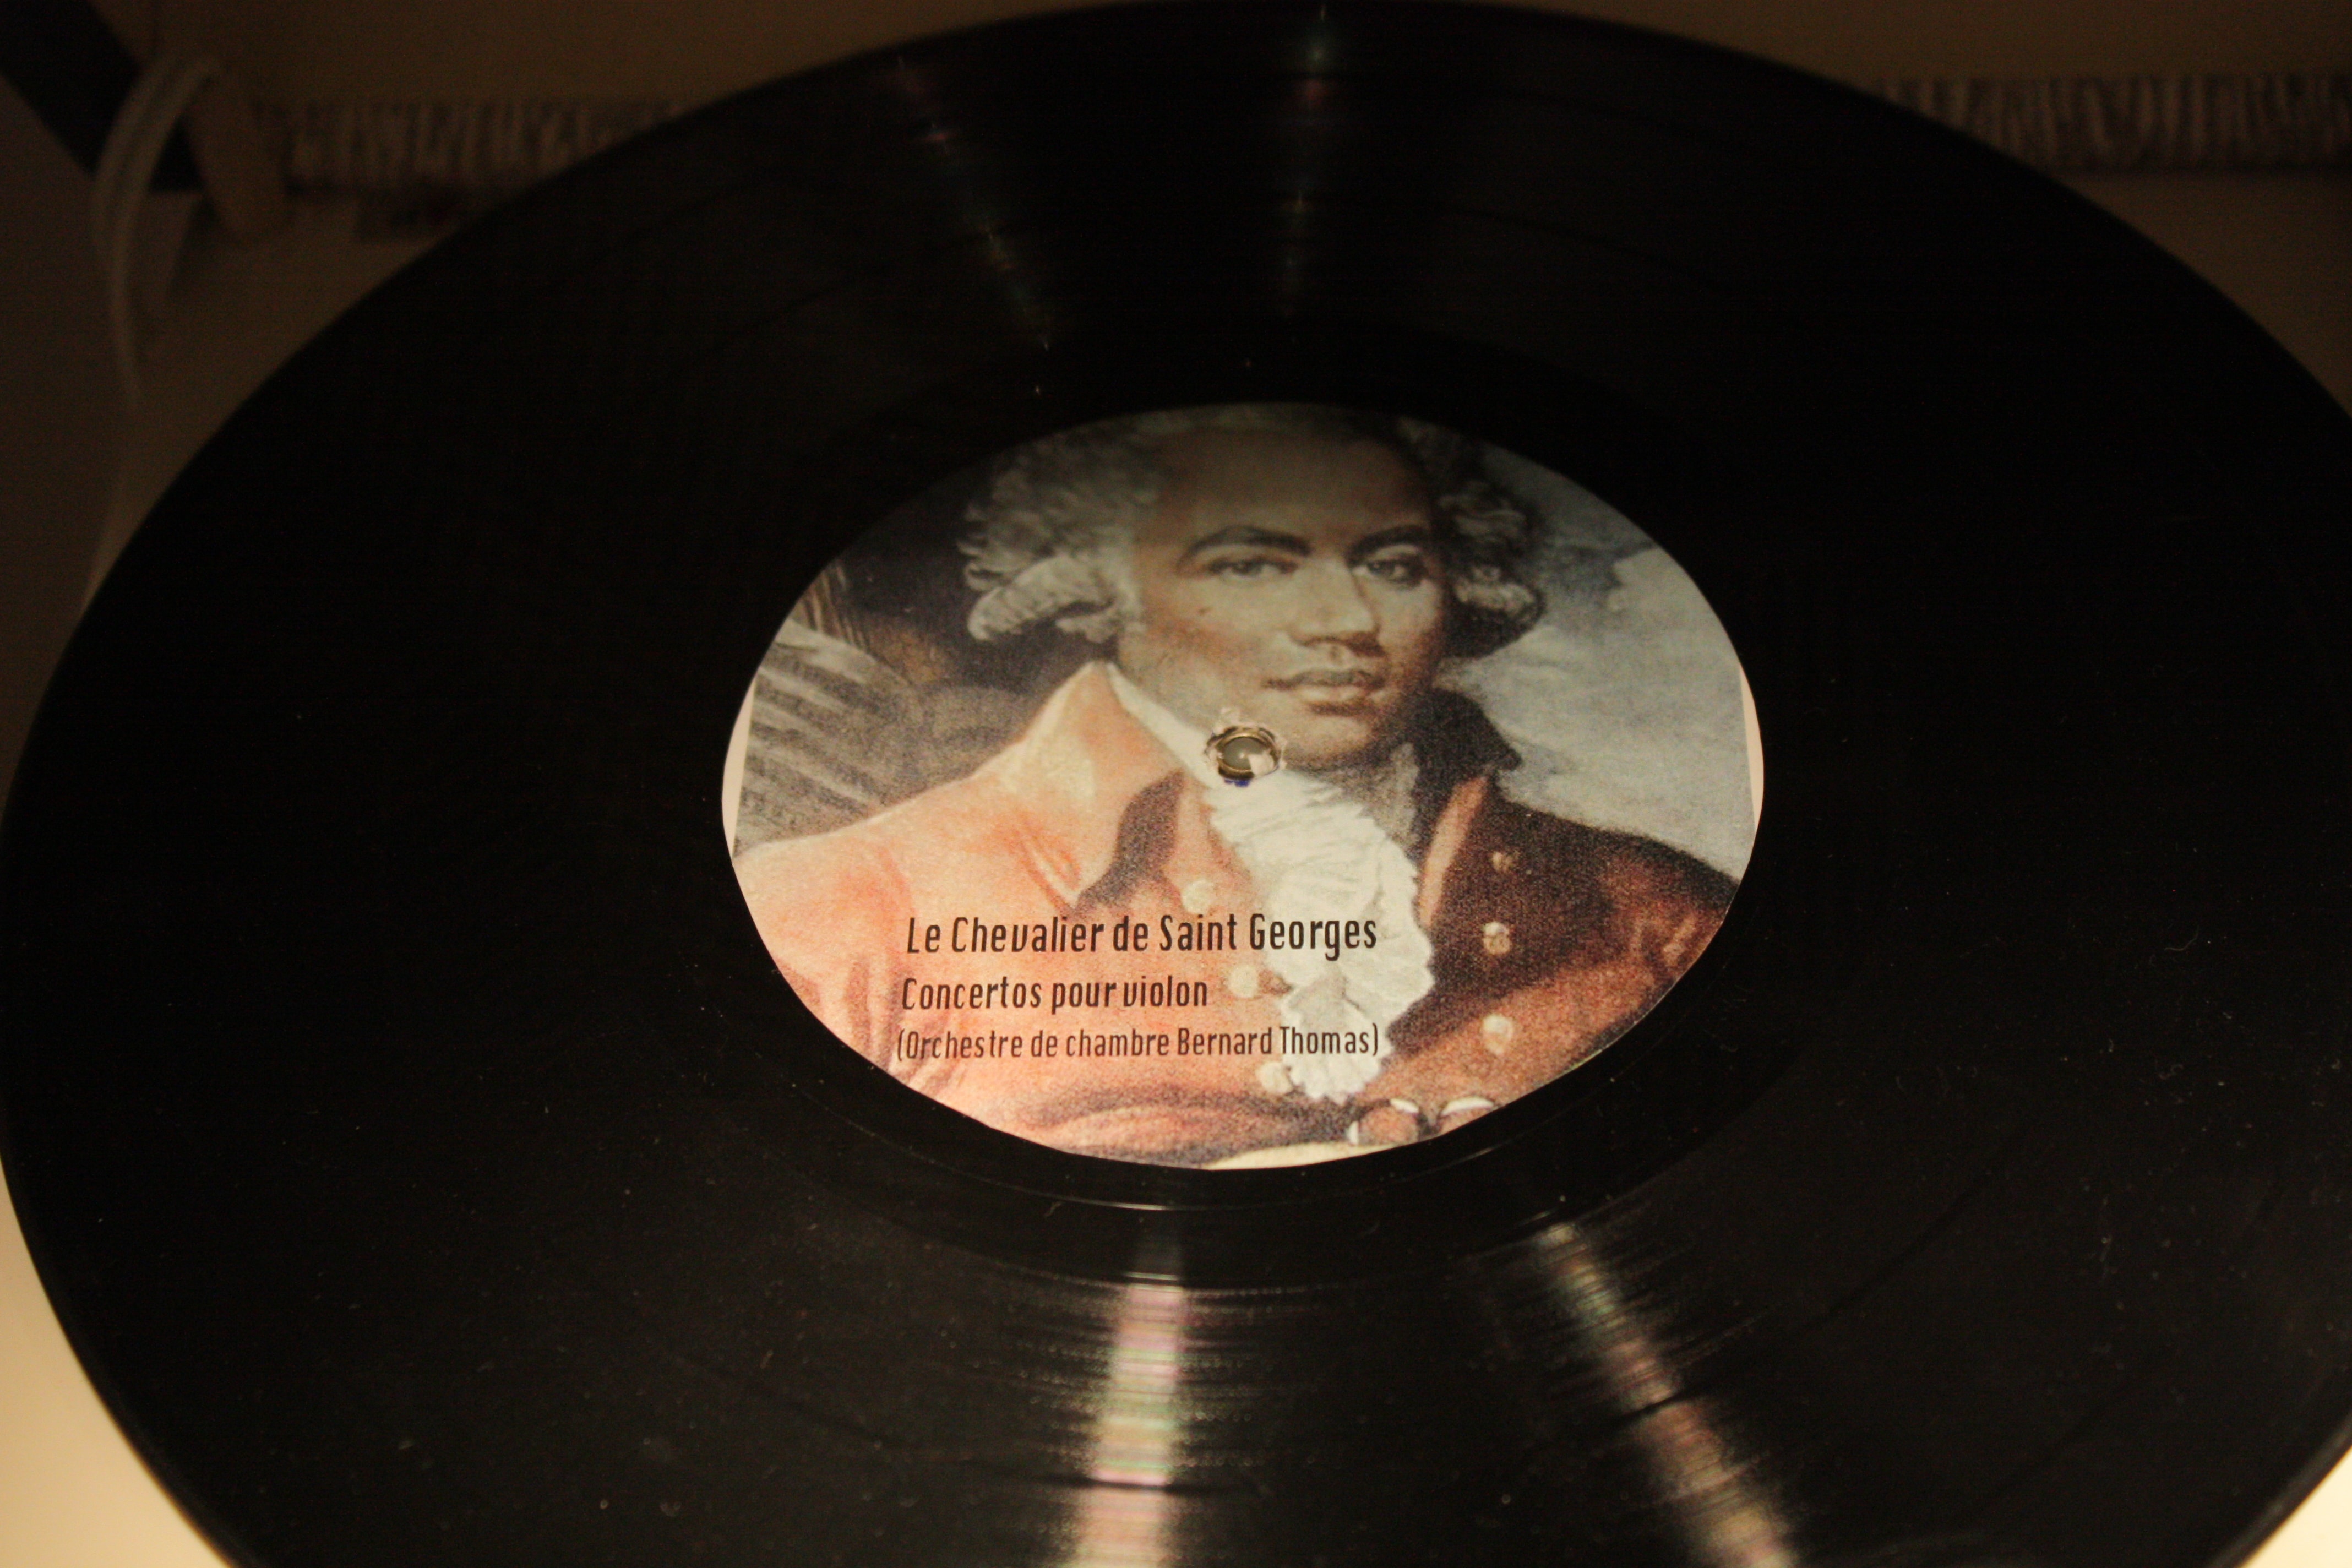 Le Chevalier de Saint Georges
Concertos pour violon
(Orchestre de chambre Bernard Thomas)